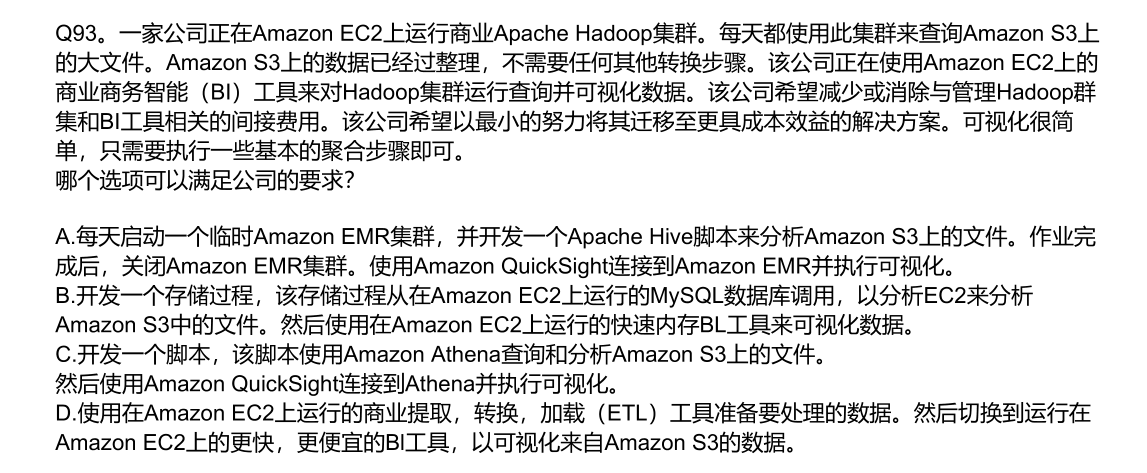 Q93。一家公司正在Amazon EC2上运行商业Apache Hadoop集群。每天都使用此集群来查询Amazon S3上
的大文件。Amazon S3上的数据已经过整理，不需要任何其他转换步骤。该公司正在使用Amazon EC2上的
商业商务智能（BI）工具来对Hadoop集群运行查询并可视化数据。该公司希望减少或消除与管理Hadoop群
集和BI工具相关的间接费用。该公司希望以最小的努力将其迁移至更具成本效益的解决方案。可视化很简
单，只需要执行一些基本的聚合步骤即可。
哪个选项可以满足公司的要求？
A.每天启动一个临时Amazon EMR集群，并开发一个Apache Hive脚本来分析Amazon S3上的文件。作业完
成后，关闭Amazon EMR集群。使用Amazon QuickSight连接到Amazon EMR并执行可视化。
B.开发一个存储过程，该存储过程从在Amazon EC2上运行的MySQL数据库调用，以分析EC2来分析
Amazon S3中的文件。然后使用在Amazon EC2上运行的快速内存BL工具来可视化数据。
C.开发一个脚本，该脚本使用Amazon Athena查询和分析Amazon S3上的文件。
然后使用Amazon QuickSight连接到Athena并执行可视化。
D.使用在Amazon EC2上运行的商业提取，转换，加载（ETL）工具准备要处理的数据。然后切换到运行在
Amazon EC2上的更快，更便宜的BI工具，以可视化来自Amazon S3的数据。